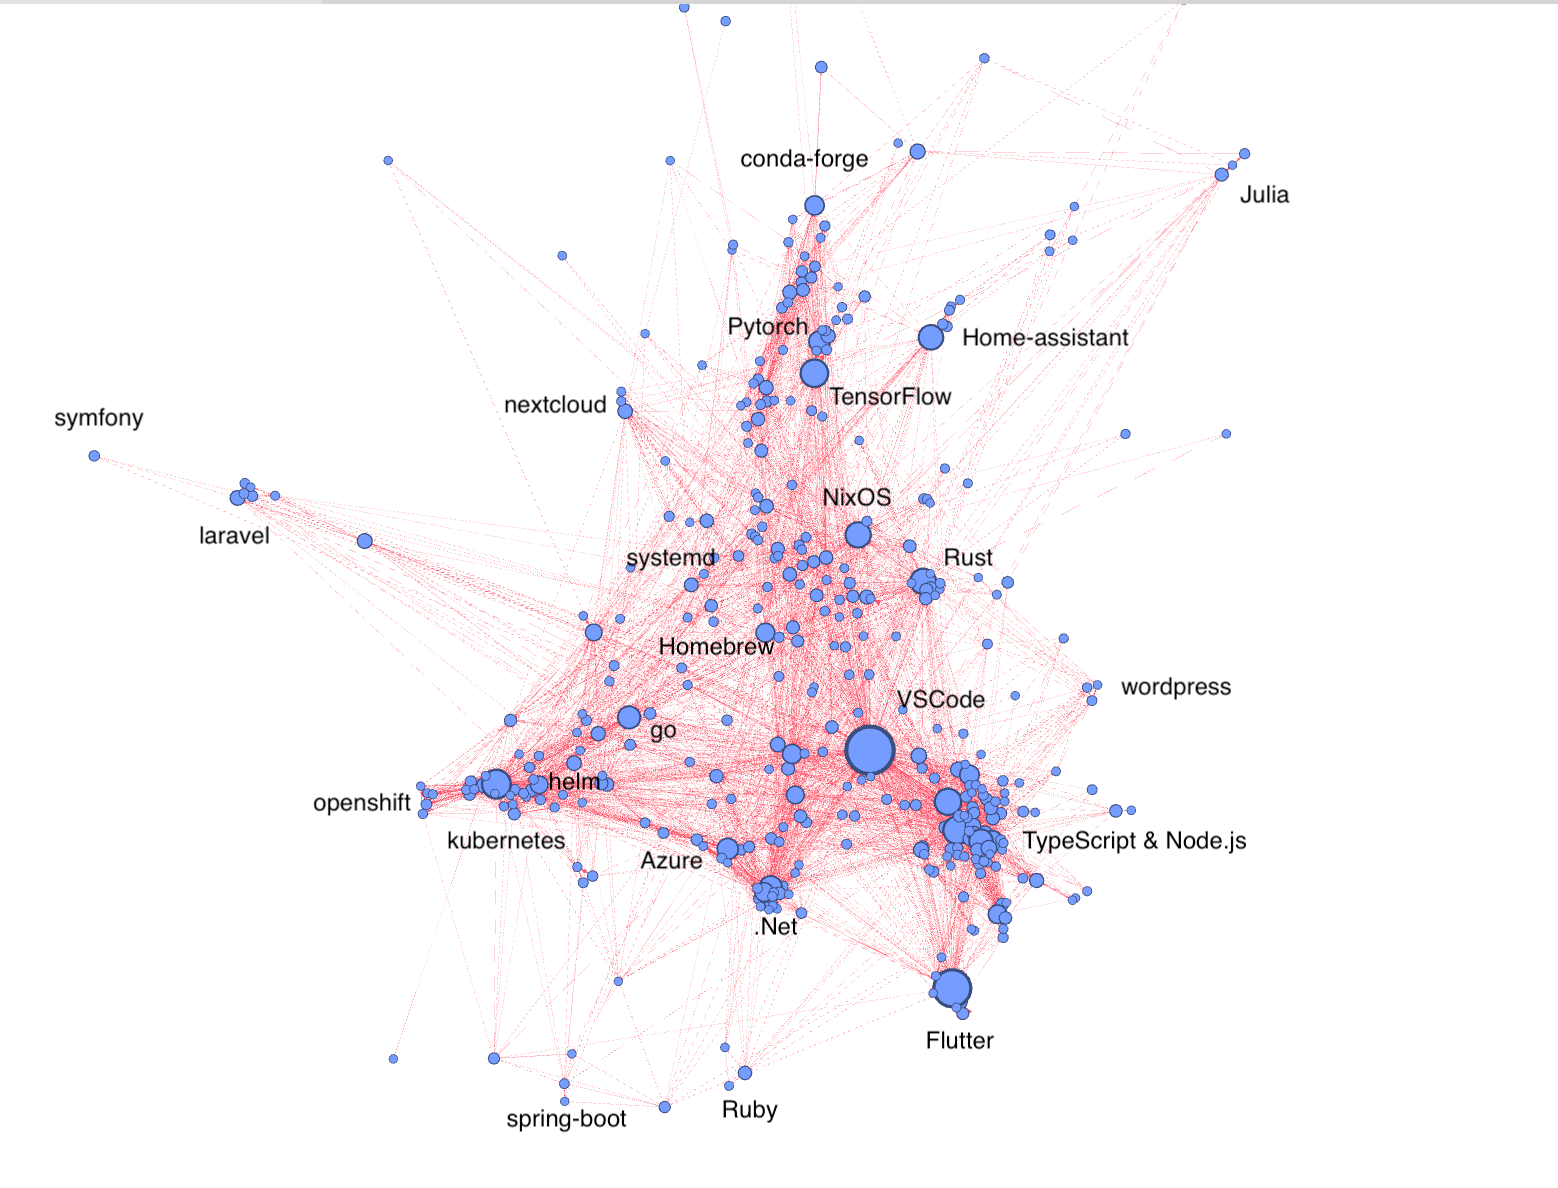 conda-forge
Julia
Pytorch
Home-assistant
TensorFlow
nextcloud
symfony
NixOS
laravel
systemd
Rust
Homebrew
wordpress
VSCode
go
helm
openshift
kubernetes
TypeScript & Node.js
Azure
.Net
Flutter
Ruby
spring-boot